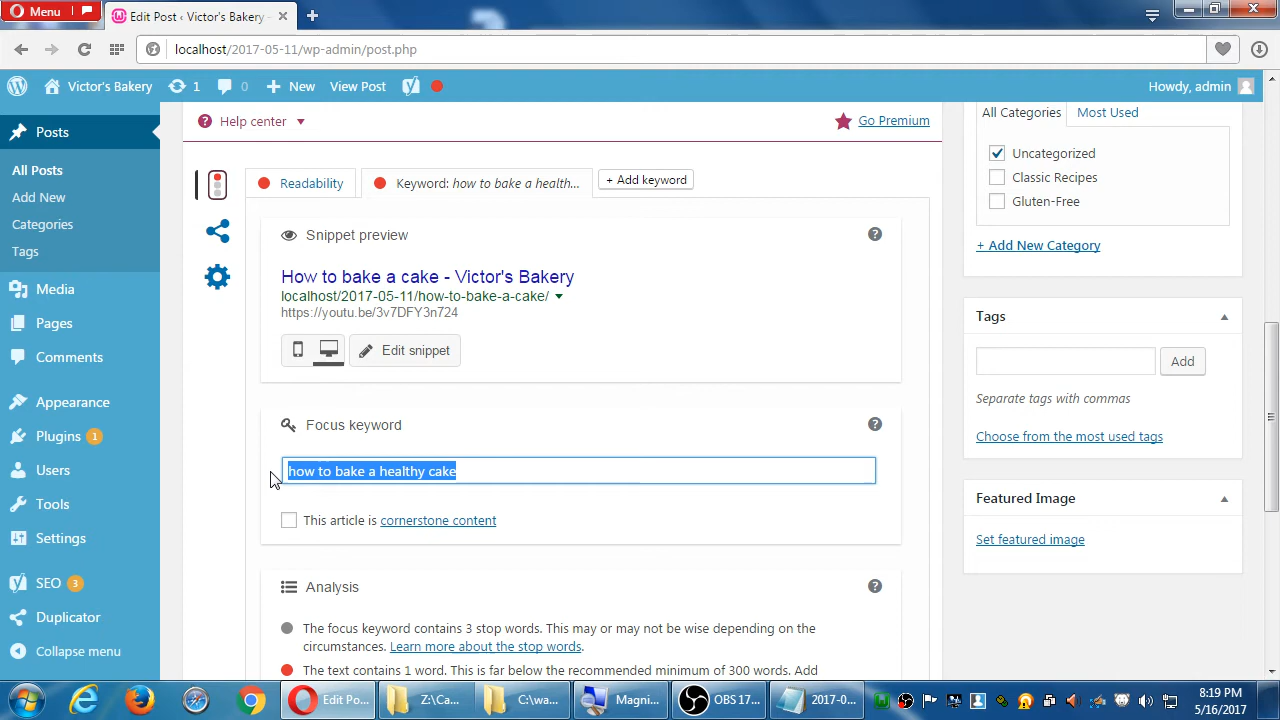 Menu
Edit Post ‹ Victor's Bakery -
localhost/2017-05-11/wp-admin/post.php
Victor's Bakery
1
0
New
View Post
Howdy, admin
Posts
All Posts
Add New
Categories
Tags
Media
Pages
Comments
Appearance
Plugins 1
Users
Tools
Settings
SEO 3
Duplicator
Collapse menu
Help center
Go Premium
Readability
Keyword: how to bake a health...
+ Add keyword
Snippet preview
How to bake a cake - Victor's Bakery
localhost/2017-05-11/how-to-bake-a-cake/
https://youtu.be/3v7DFY3n724
Edit snippet
Focus keyword
how to bake a healthy cake
This article is cornerstone content
Analysis
The focus keyword contains 3 stop words. This may or may not be wise depending on the
circumstances. Learn more about the stop words.
The text contains 1 word. This is far below the recommended minimum of 300 words. Add
All Categories
Most Used
Uncategorized
Classic Recipes
Gluten-Free
+ Add New Category
Tags
Add
Separate tags with commas
Choose from the most used tags
Featured Image
Set featured image
Edit Po...
Z:\Ca...
C:\wa...
Magni...
OBS 17...
2017-0...
8:19 PM
5/16/2017